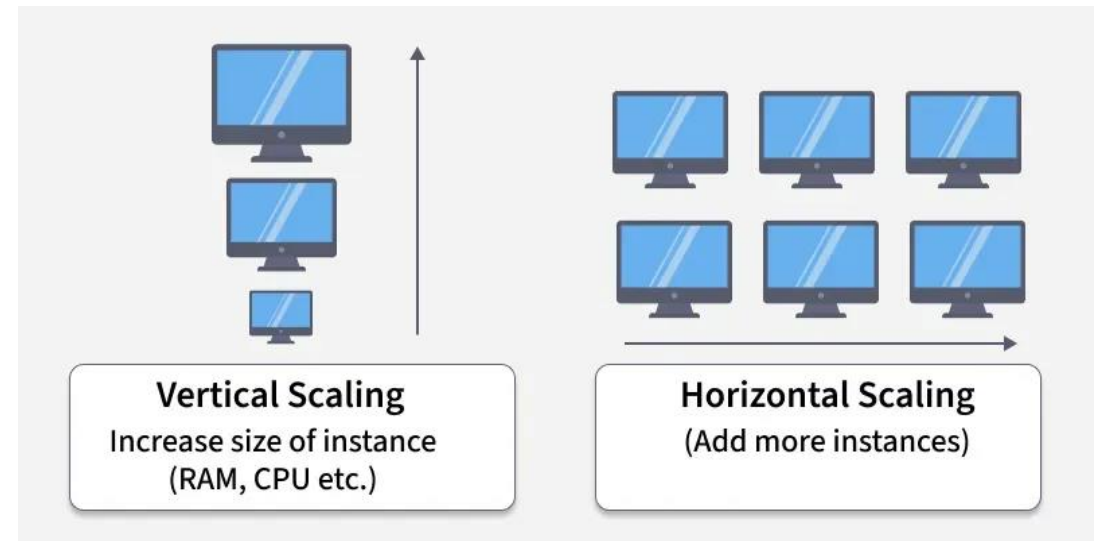 Vertical Scaling
Increase size of instance
(RAM, CPU etc.)
Horizontal Scaling
(Add more instances)